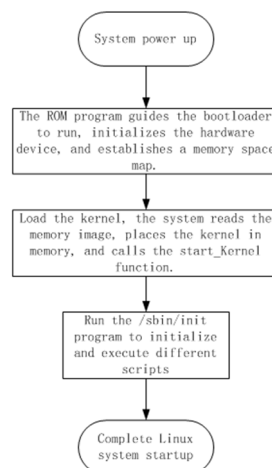 System power up
The ROM program guides the bootloader
to run, initializes the hardware
device, and establishes a memory space
map.
Load the kernel, the system reads the
memory image, places the kernel in
memory, and calls the start_Kernel
function.
Run the /sbin/init
program to initialize
and execute different
scripts
Complete Linux
system startup